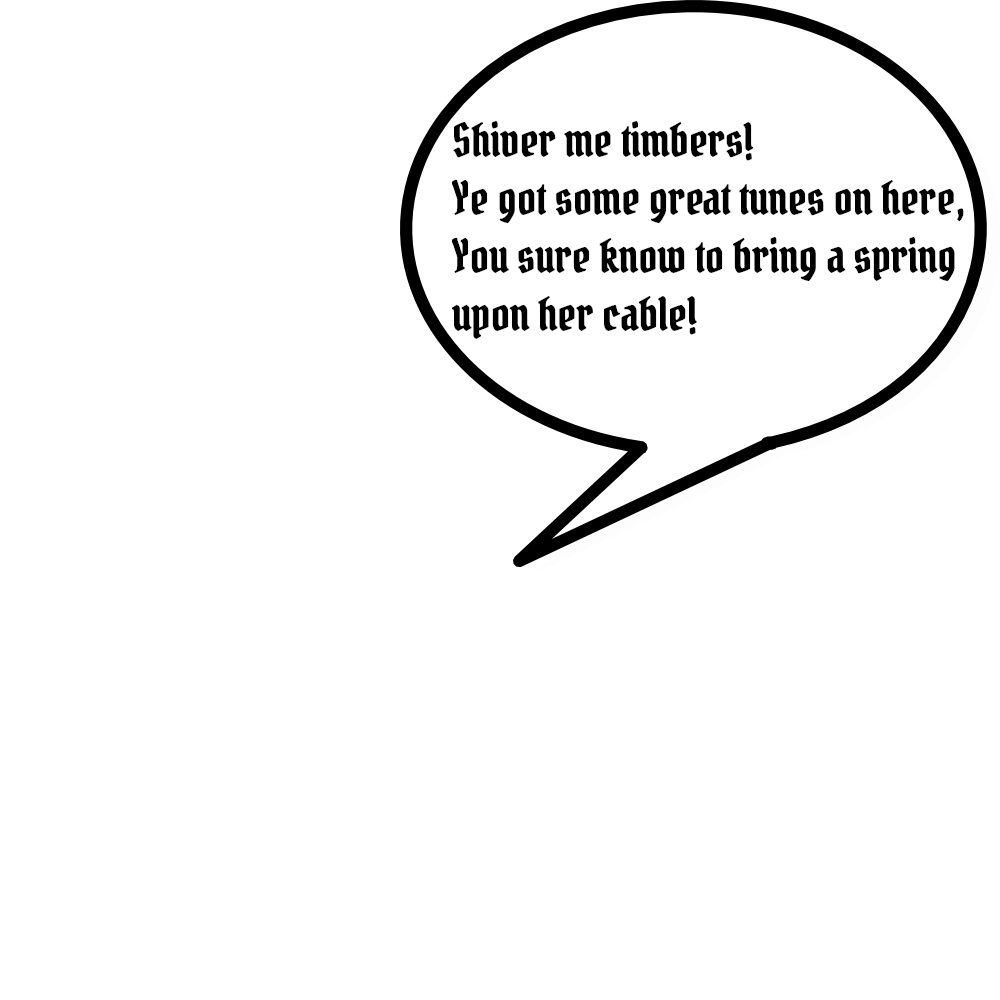 Shiver me timbers!
Ye got some great tunes on here,
You sure know to bring a spring
upon her cable!